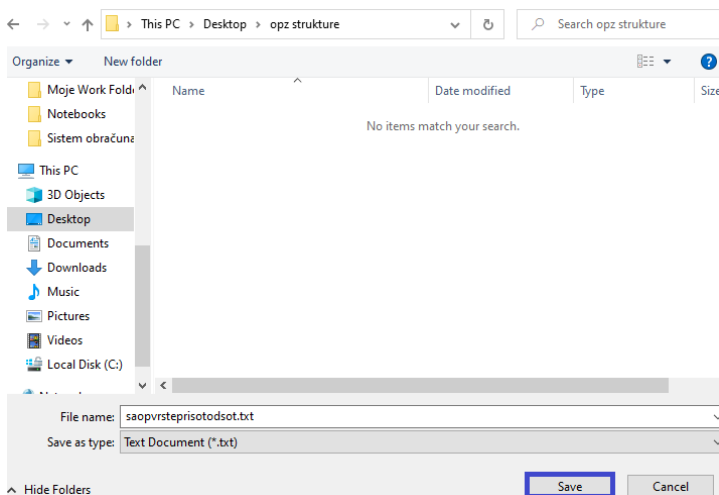 This PC > Desktop > opz strukture
Search opz strukture
Organize
New folder
Name
Date modified
Type
Size
No items match your search.
Moje Work Folde
Notebooks
Sistem obračuna
This PC
3D Objects
Desktop
Documents
Downloads
Music
Pictures
Videos
Local Disk (C:)
File name: saopvrsteprisotodsot.txt
Save as type: Text Document (*.txt)
Hide Folders
Save
Cancel